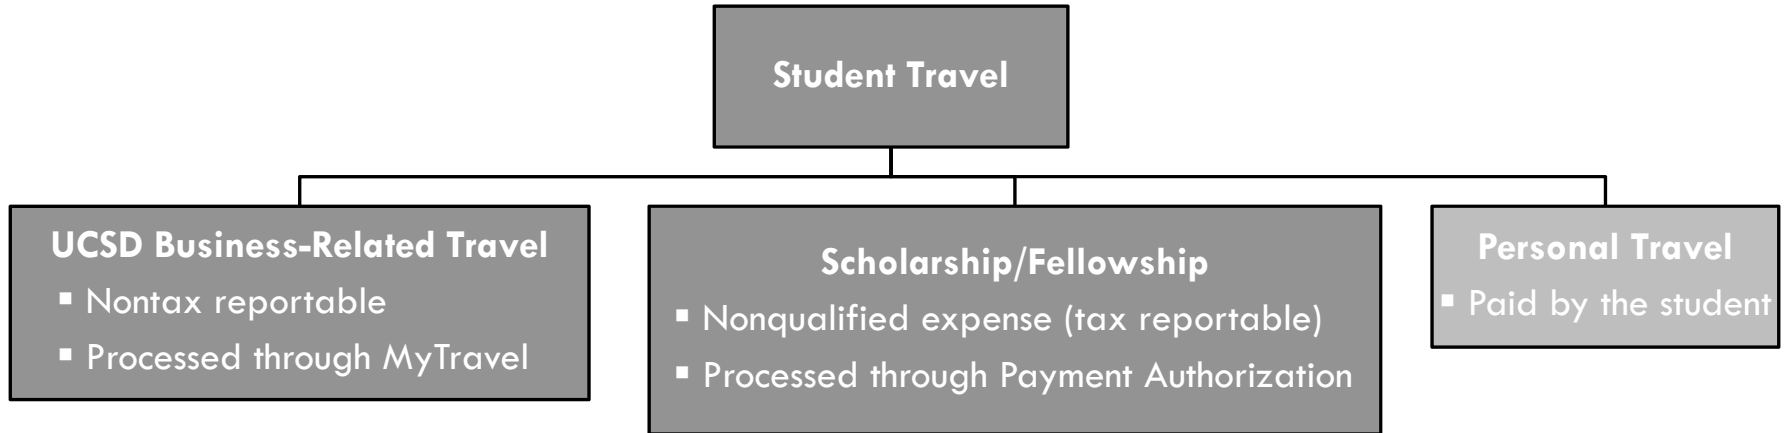 Student Travel
UCSD Business-Related Travel
▪ Nontax reportable
▪ Processed through MyTravel
Scholarship/Fellowship
▪ Nonqualified expense (tax reportable)
▪ Processed through Payment Authorization
Personal Travel
▪ Paid by the student